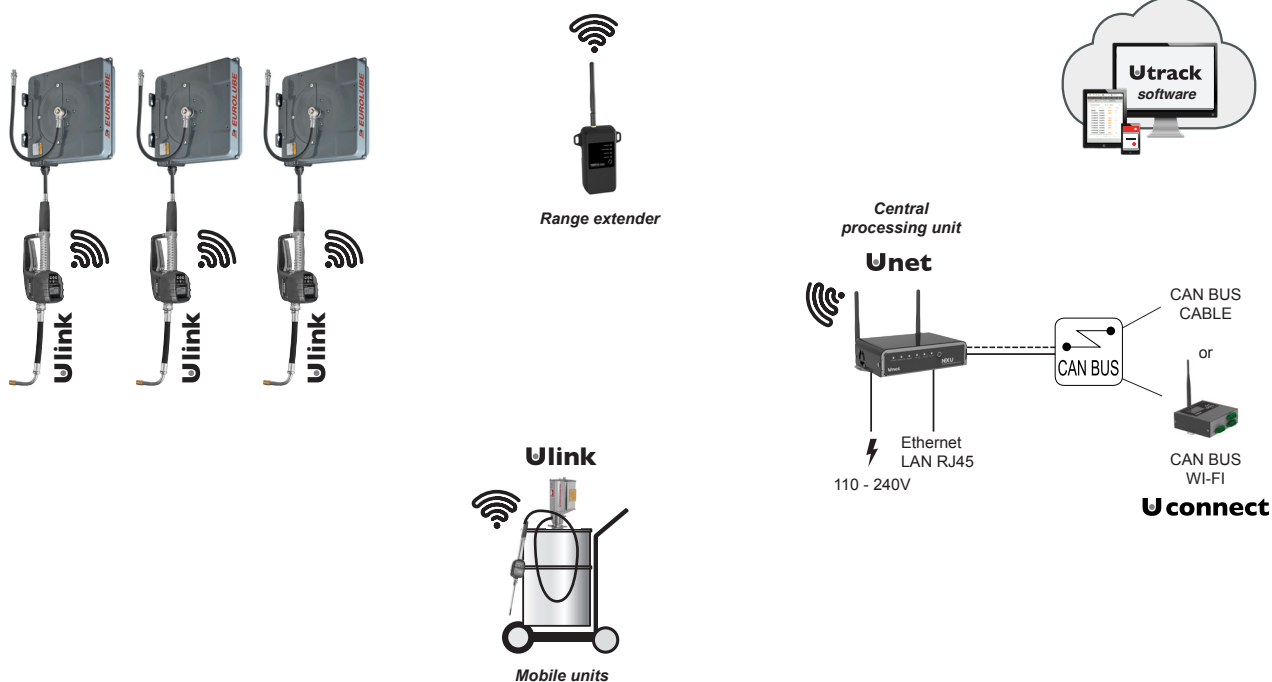 EUROLUBE
EUROLUBE
EUROLUBE
Ulink
Ulink
Ulink
Range extender
Utrack
software
Central
processing unit
Unet
CAN BUS
CABLE
or
CAN BUS
CAN BUS
WI-FI
Uconnect
Ethernet
LAN RJ45
110 - 240V
Ulink
Mobile units